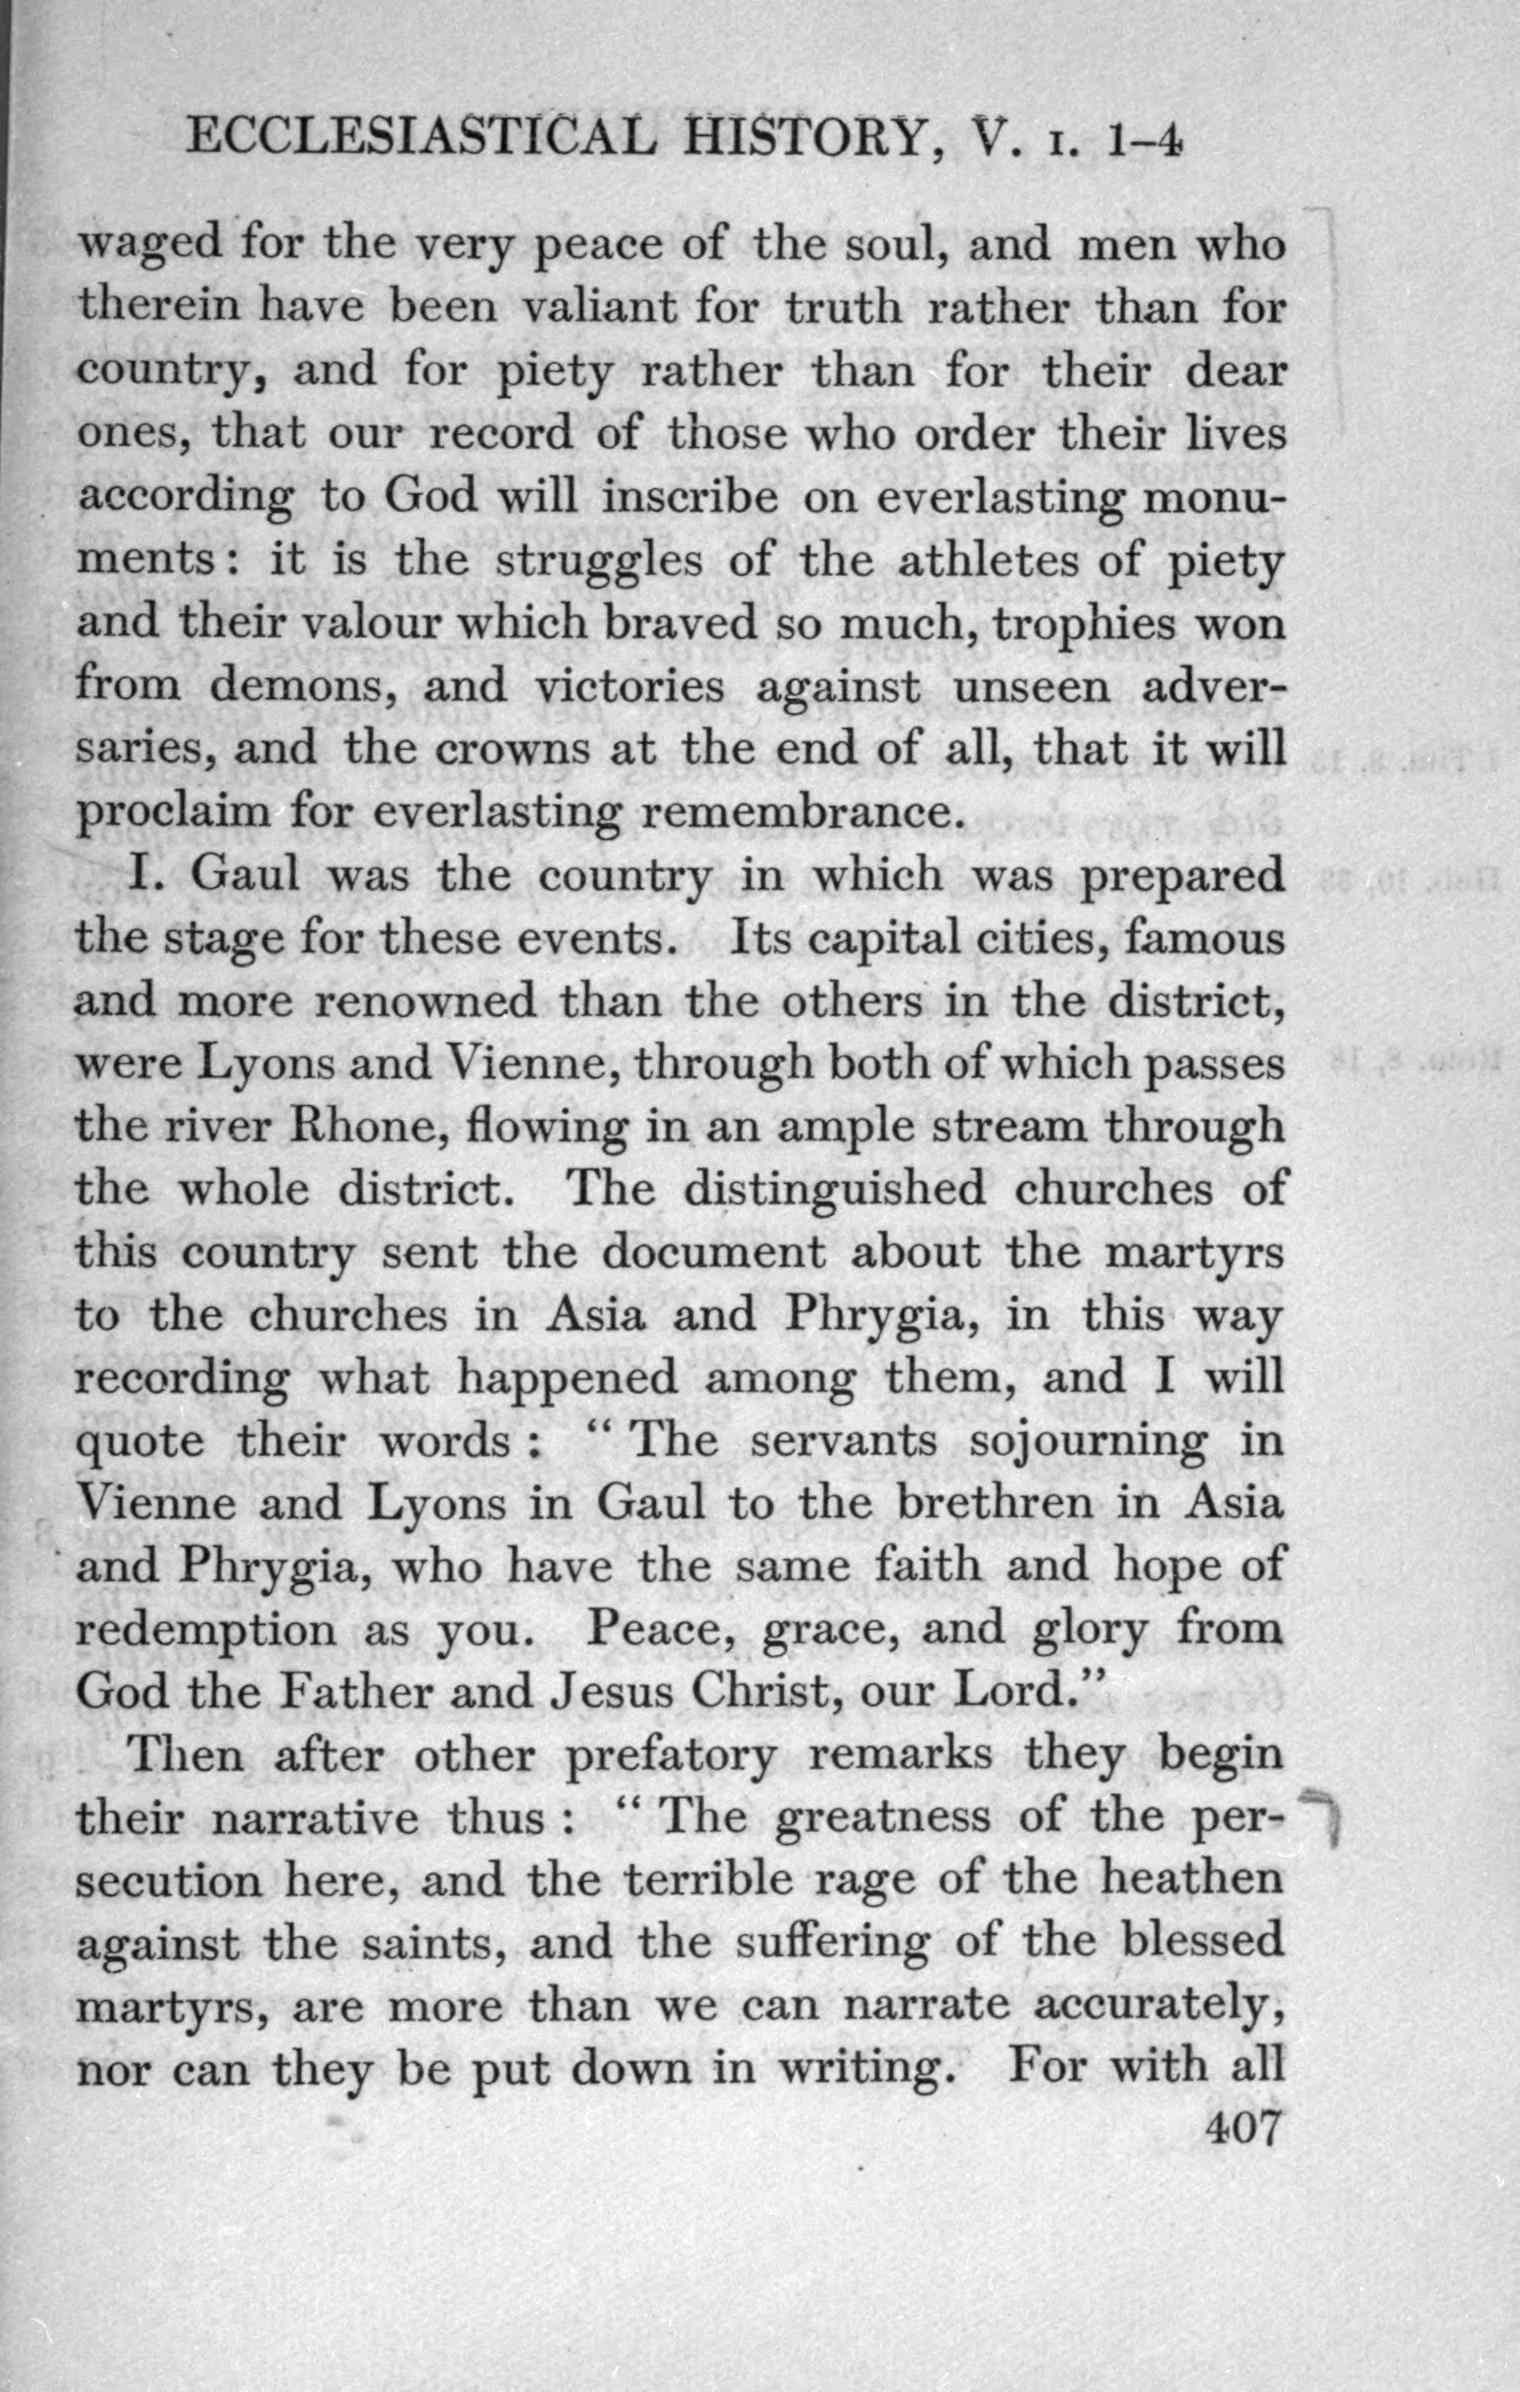 ECCLESIASTICAL HISTORY, V. I. 1–4
waged for the very peace of the soul, and men who
therein have been valiant for truth rather than for
country, and for piety rather than for their dear
ones, that our record of those who order their lives
according to God will inscribe on everlasting monu-
ments : it is the struggles of the athletes of piety
and their valour which braved so much, trophies won
from demons, and victories against unseen adver-
saries, and the crowns at the end of all, that it will
proclaim for everlasting remembrance.
I. Gaul was the country in which was prepared
the stage for these events. Its capital cities, famous
and more renowned than the others in the district,
were Lyons and Vienne, through both of which passes
the river Rhone, flowing in an ample stream through
the whole district. The distinguished churches of
this country sent the document about the martyrs
to the churches in Asia and Phrygia, in this way
recording what happened among them, and I will
quote their words : “ The servants sojourning in
Vienne and Lyons in Gaul to the brethren in Asia
and Phrygia, who have the same faith and hope of
redemption as you. Peace, grace, and glory from
God the Father and Jesus Christ, our Lord.”
Then after other prefatory remarks they begin
their narrative thus : “ The greatness of the per-
secution here, and the terrible rage of the heathen
against the saints, and the suffering of the blessed
martyrs, are more than we can narrate accurately,
nor can they be put down in writing. For with all
407